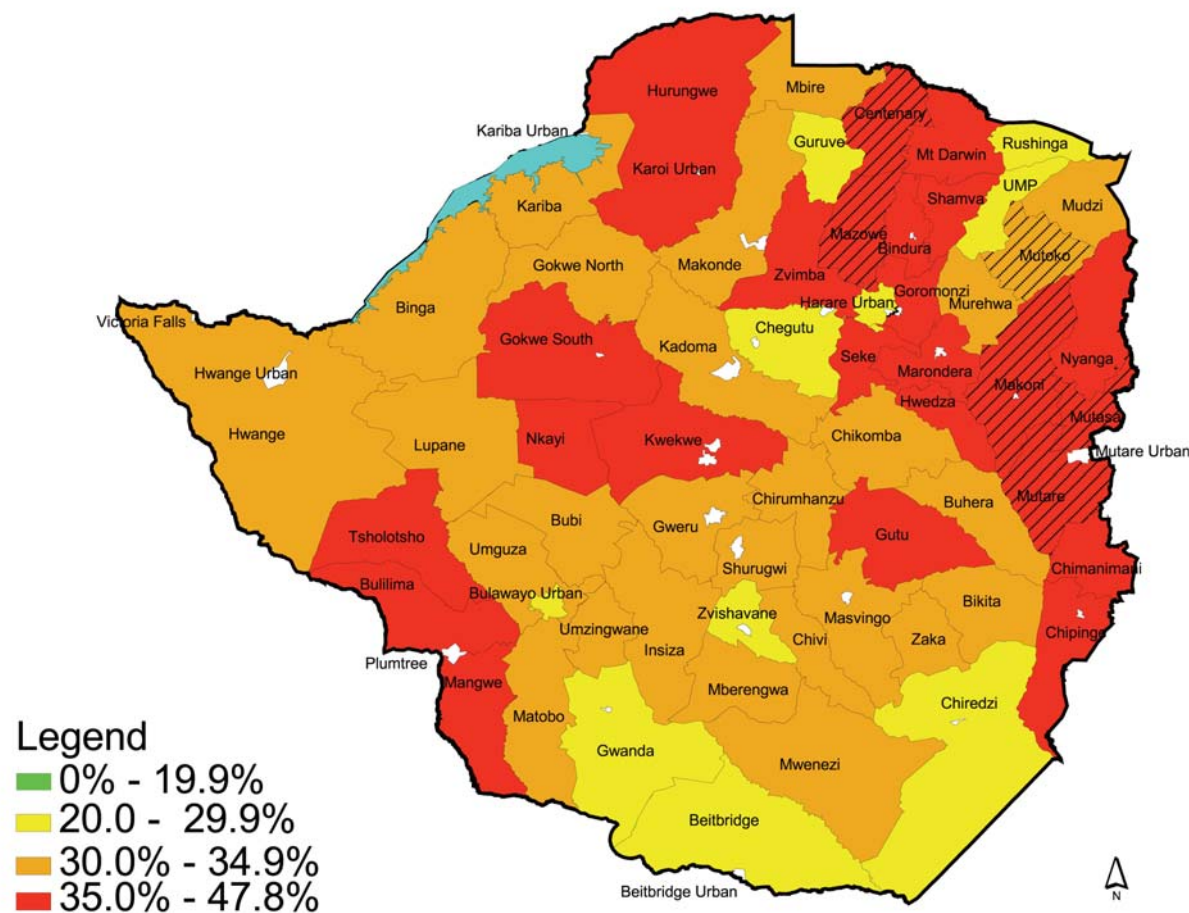 Hurungwe
Mbire
Centenary
Kariba Urban
Guruve
Rushinga
Mt Darwin
Karoi Urban
UMP
Shamva
Mudzi
Kariba
Mazowe
Bindura
Mutoko
Gokwe North
Makonde
Zvimba
Goromonzi
Binga
Harare Urban
Murehwa
Victoria Falls
Chegutu
Gokwe South
Kadoma
Seke
Nyanga
Hwange Urban
Marondera
Makoni
Hwedza
Mutasa
Hwange
Lupane
Nkayi
Kwekwe
Chikomba
Mutare Urban
Chirumhanzu
Buhera
Mutare
Bubi
Gweru
Tsholotsho
Gutu
Umguza
Chimanimani
Shurugwi
Bulilima
Bulawayo Urban
Bikita
Zvishavane
Masvingo
Chipinge
Umzingwane
Chivi
Zaka
Insiza
Plumtree
Mangwe
Mberengwa
Chiredzi
Matobo
Gwanda
Mwenezi
Beitbridge
Beitbridge Urban
Legend
0% - 19.9%
20.0 - 29.9%
30.0% - 34.9%
35.0% - 47.8%
N